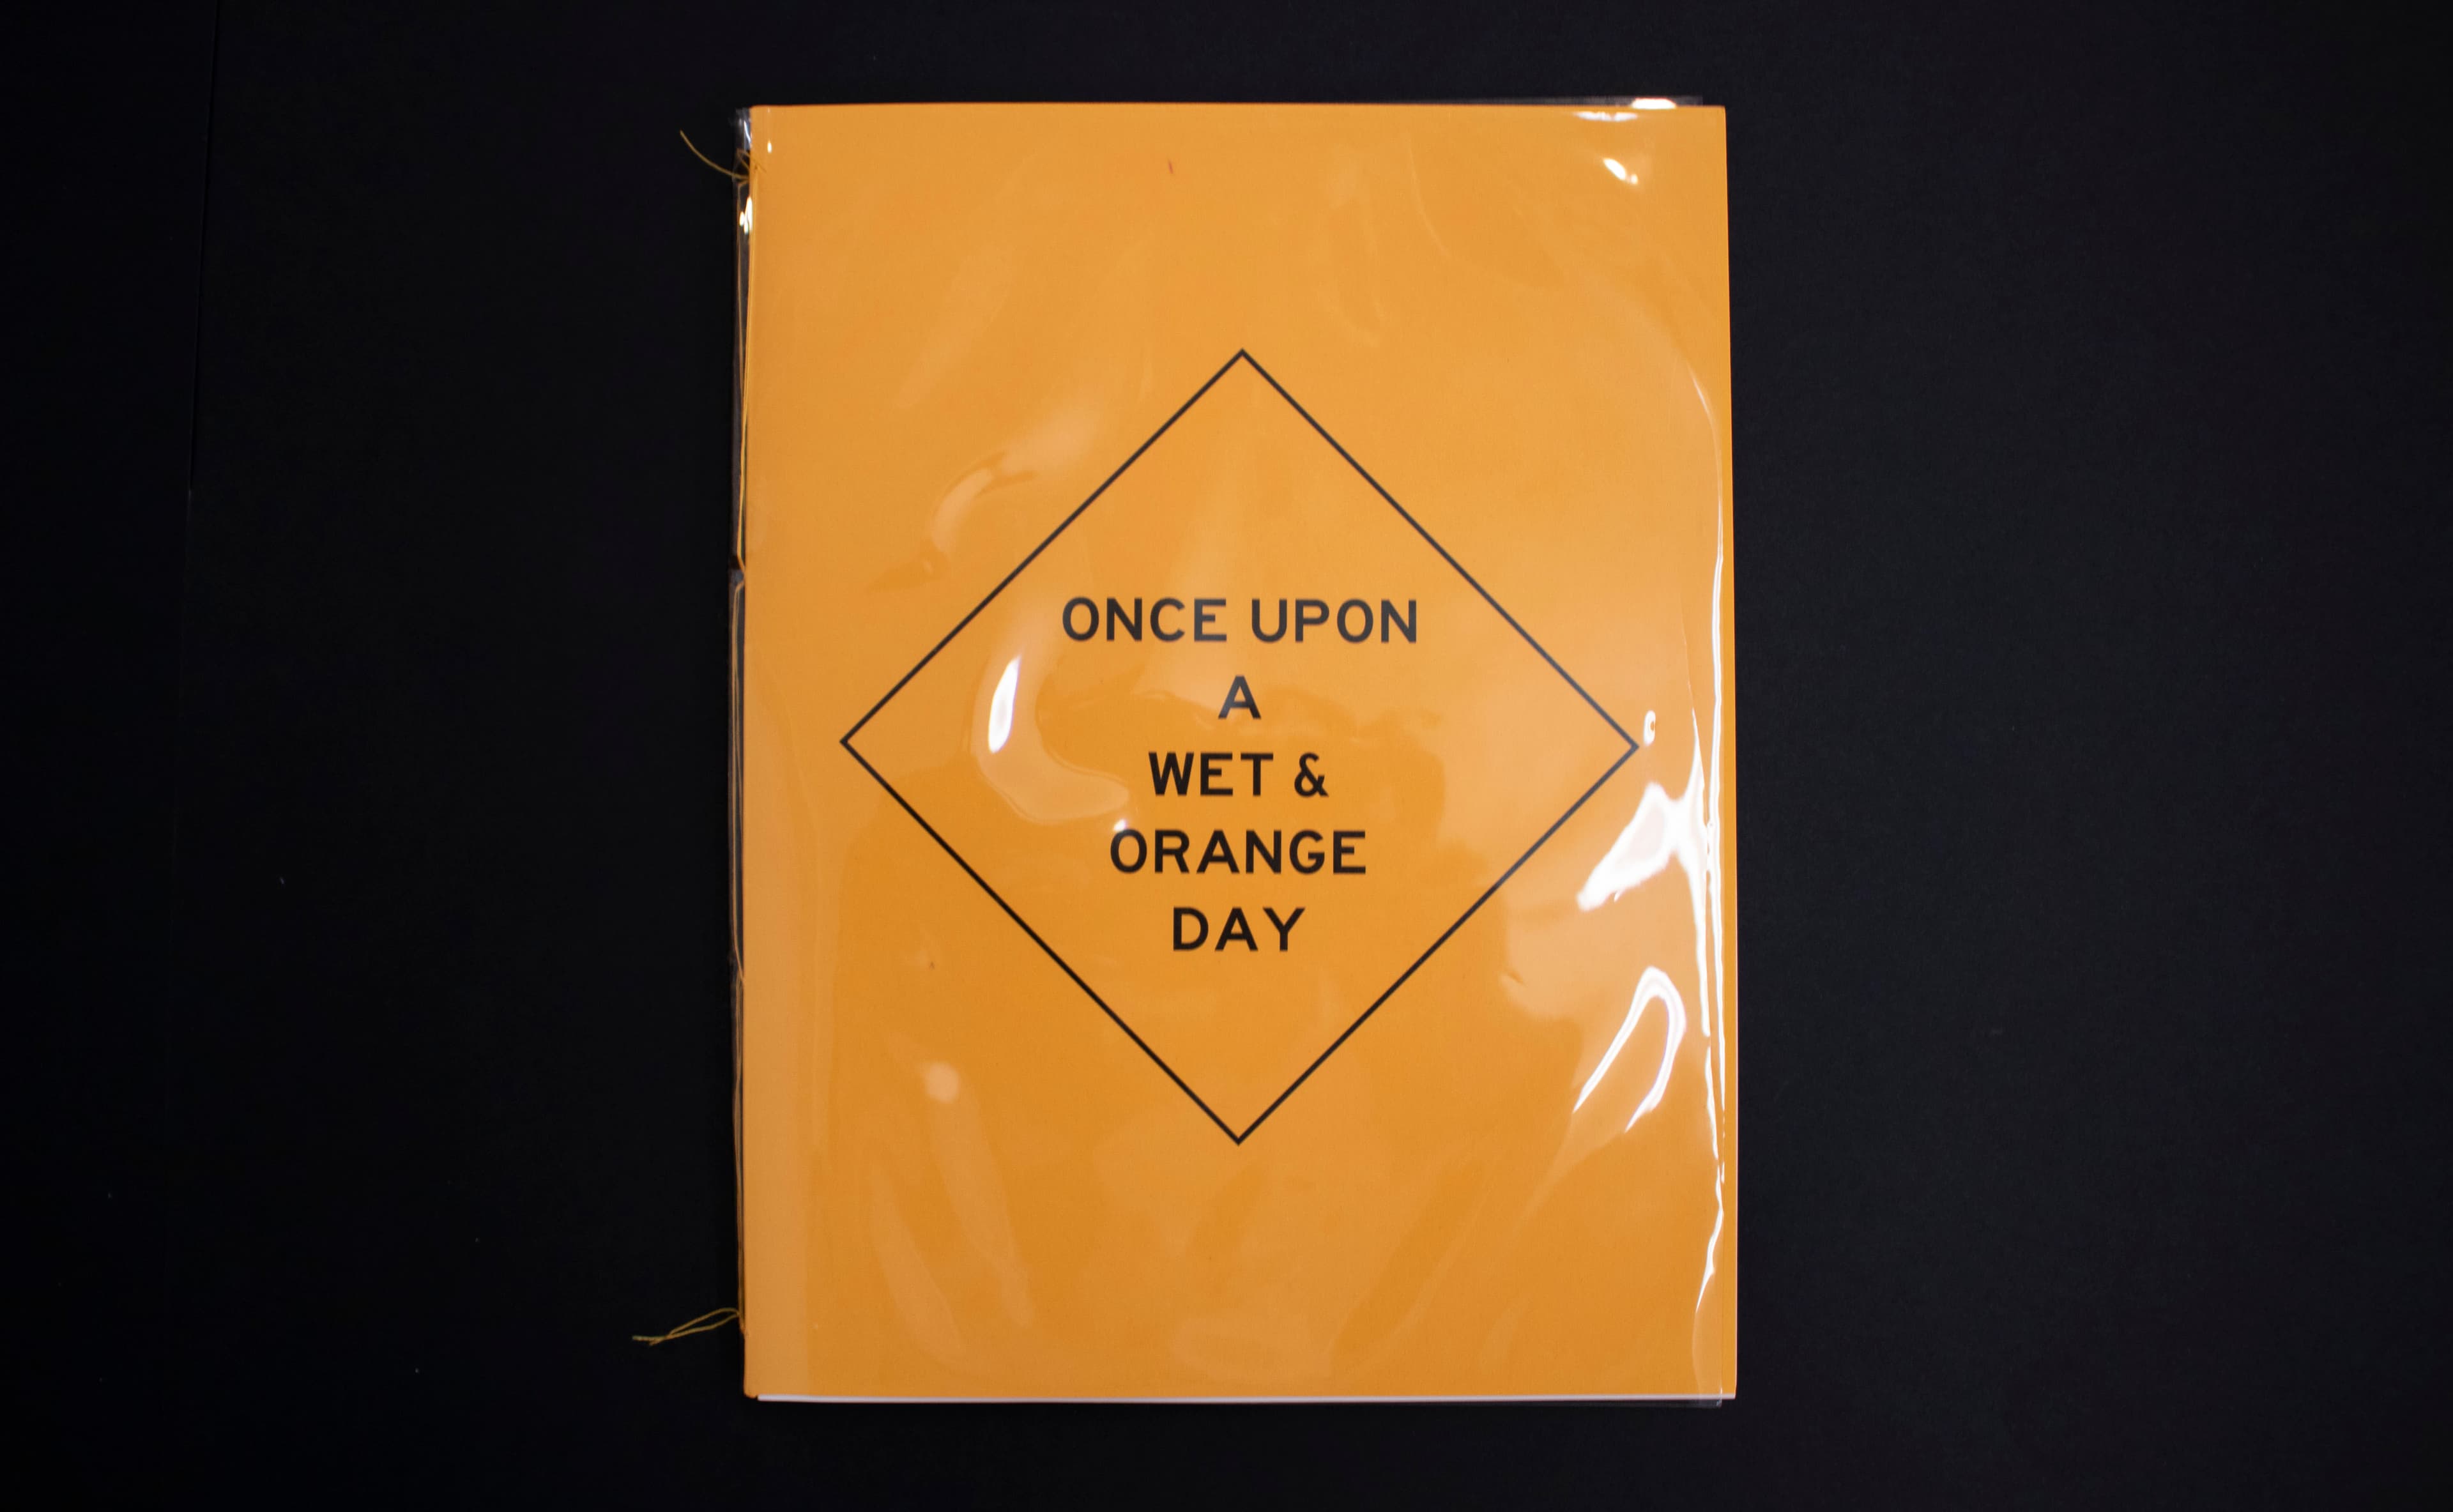 ONCE UPON
A
WET &
ORANGE
DAY